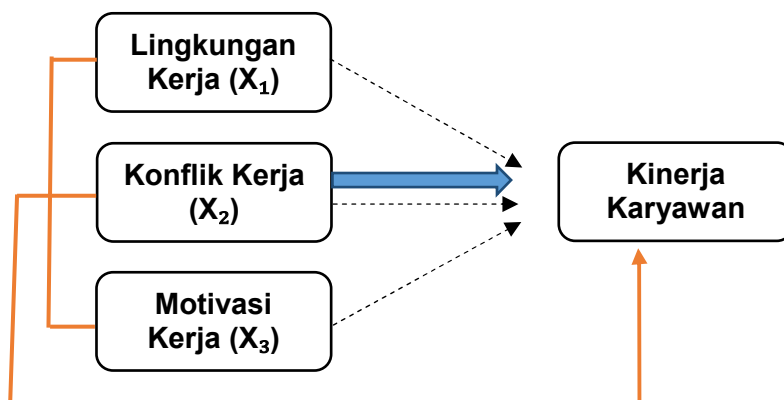 Lingkungan
Kerja (X₁)
Konflik Kerja
(X₂)
Motivasi
Kerja (X₃)
Kinerja
Karyawan